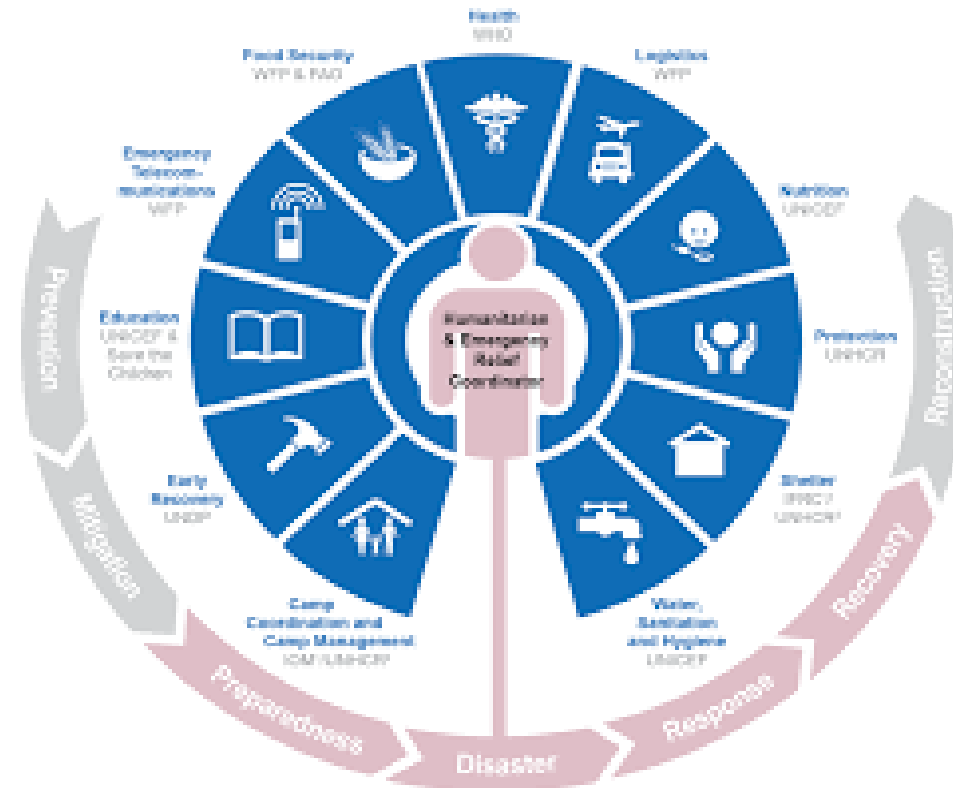 Health
WHO
Logistics
WFP
Nutrition
UNICEF
Protection
UNHCR
Shelter
IFRC /
UNHCR
Water,
Sanitation
and Hygiene
UNICEF
Camp
Coordination and
Camp Management
IOM / UNHCR
Early
Recovery
UNDP
Education
UNICEF &
Save the
Children
Emergency
Telecom-
munications
WFP
Food Security
WFP & FAO
Humanitarian
& Emergency
Relief
Coordinator
Prevention
Mitigation
Preparedness
Disaster
Response
Recovery
Reconstruction